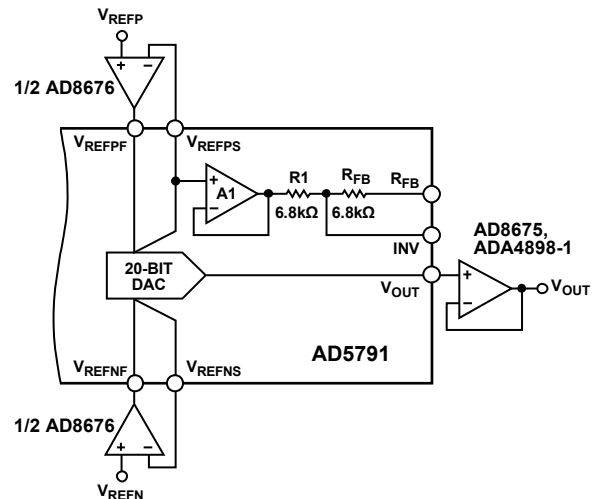 VREFP
+ −
1/2 AD8676
VREFPF
VREFPS
+
A1
−
R1
6.8kΩ
RFB
6.8kΩ
RFB
INV
AD8675,
ADA4898-1
20-BIT
DAC
VOUT
+
−
VOUT
AD5791
VREFNF
VREFNS
1/2 AD8676
+ −
VREFN